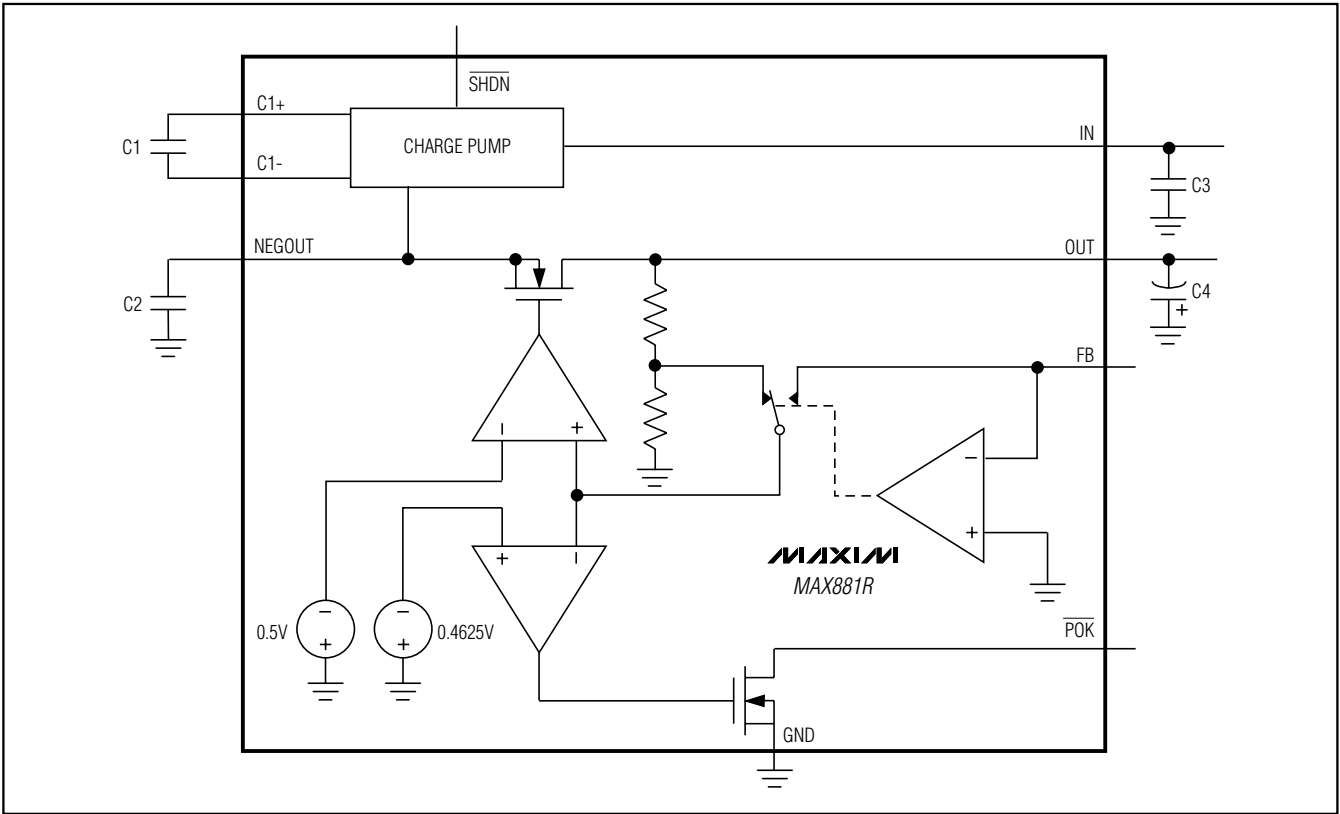 SHDN
C1+
C1
CHARGE PUMP
IN
C1-
C3
NEGOUT
OUT
C2
C4
+
FB
− +
−
+ −
+
MAXIM
MAX881R
− −
0.5V 0.4625V
+ +
POK
GND